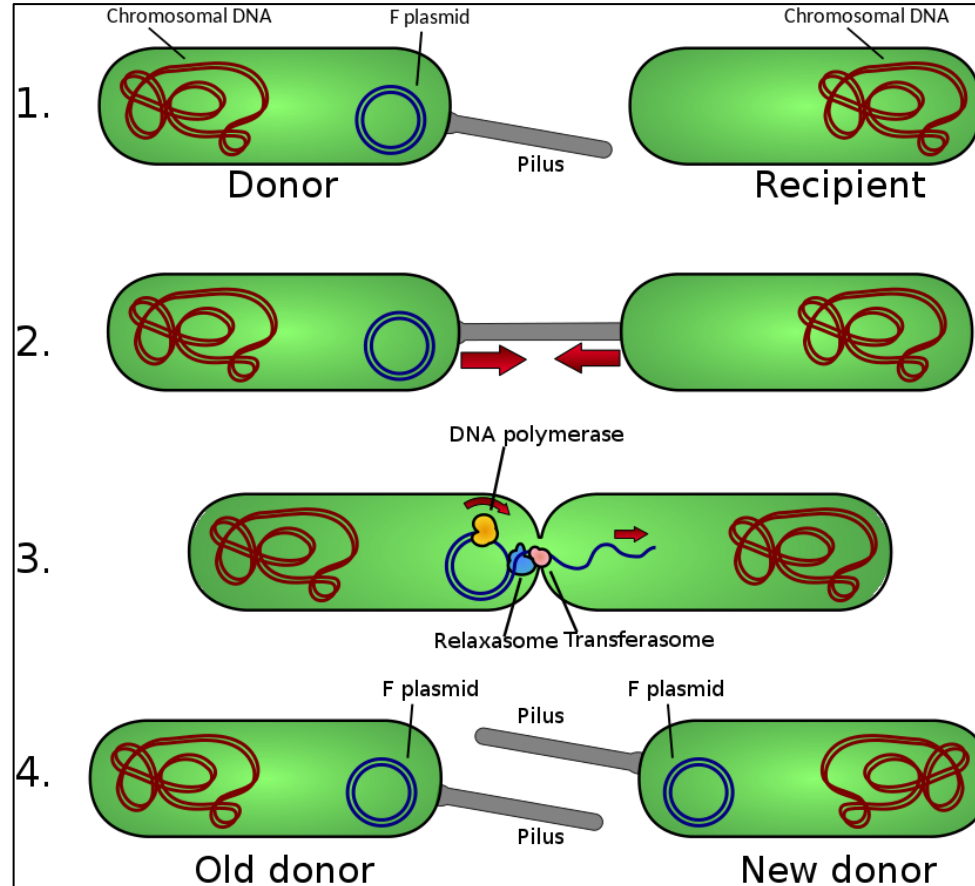 Chromosomal DNA
F plasmid
Chromosomal DNA
1.
Pilus
Donor
Recipient
2.
DNA polymerase
3.
Relaxasome
Transferasome
F plasmid
Pilus
F plasmid
4.
Pilus
Old donor
New donor